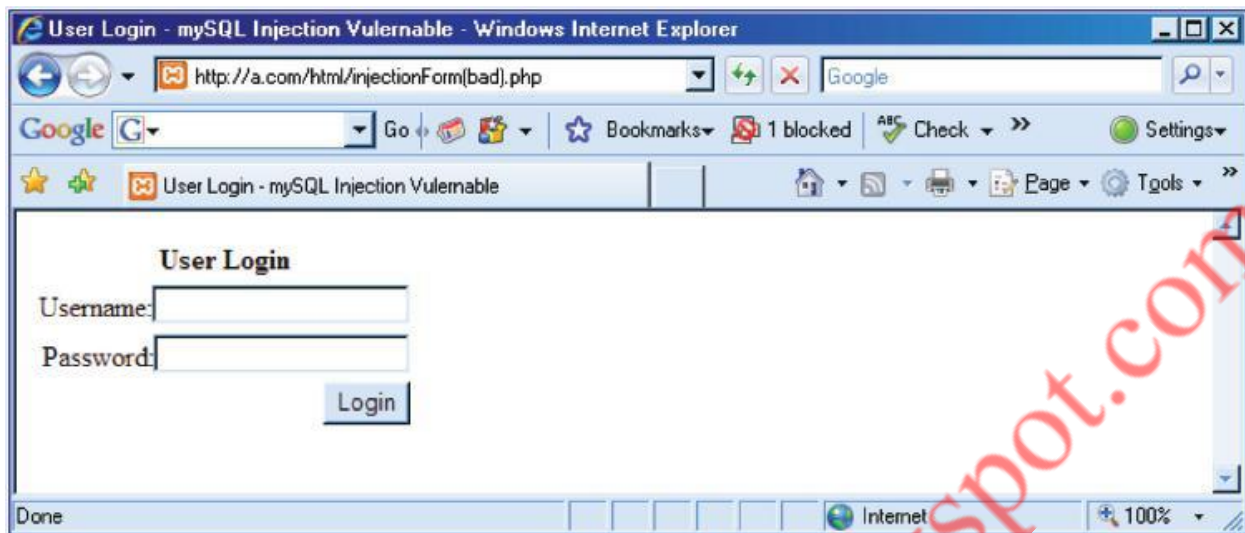 User Login - mySQL Injection Vulernable - Windows Internet Explorer
http://a.com/html/injectionForm(bad).php
Google
Google G Go Bookmarks 1 blocked ABC Check >> Settings
User Login - mySQL Injection Vulernable
Page Tools >>
User Login
Username:
Password:
Login
Done
Internet
100%
spot.com